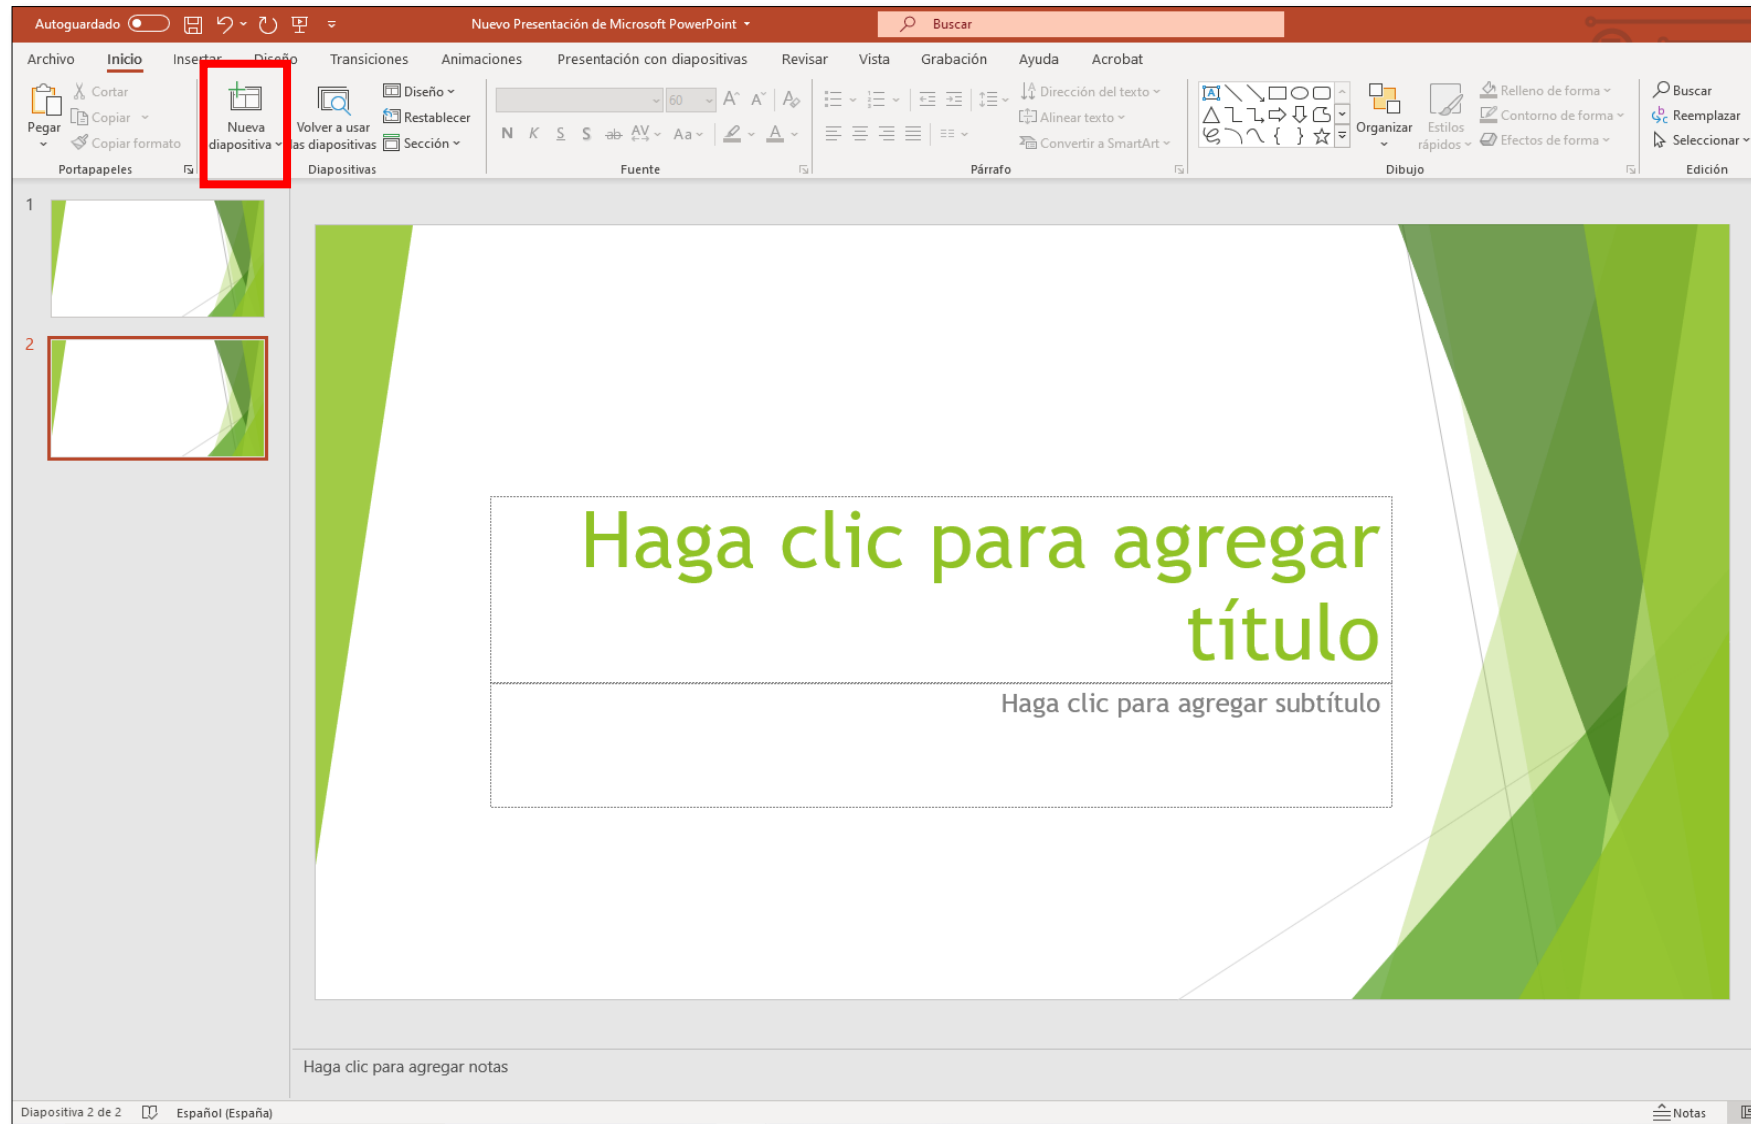 Autoguardado
Nuevo Presentación de Microsoft PowerPoint
Buscar
Archivo Inicio Insertar Diseño Transiciones Animaciones Presentación con diapositivas Revisar Vista Grabación Ayuda Acrobat
Pegar
Cortar
Copiar
Copiar formato
Portapapeles
Nueva
diapositiva
Volver a usar
las diapositivas
Diseño
Restablecer
Sección
Diapositivas
60
N K S S ab AV Aa A
Fuente
Dirección del texto
Alinear texto
Convertir a SmartArt
Párrafo
Organizar
Estilos
rápidos
Relleno de forma
Contorno de forma
Efectos de forma
Dibujo
Buscar
Reemplazar
Seleccionar
Edición
1
2
Haga clic para agregar
título
Haga clic para agregar subtítulo
Haga clic para agregar notas
Diapositiva 2 de 2 Español (España) Notas